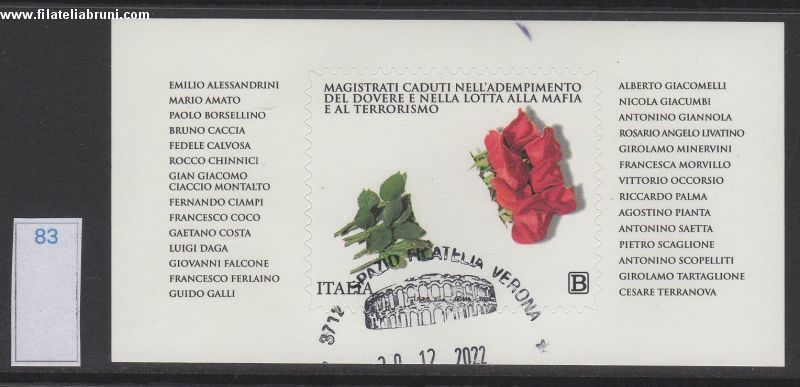 www.filateliabruni.com
EMILIO ALESSANDRINI
MARIO AMATO
PAOLO BORSELLINO
BRUNO CACCIA
FEDELE CALVOSA
ROCCO CHINNICI
GIAN GIACOMO
CIACCIO MONTALTO
FERNANDO CIAMPI
FRANCESCO COCO
GAETANO COSTA
LUIGI DAGA
GIOVANNI FALCONE
FRANCESCO FERLAINO
GUIDO GALLI
MAGISTRATI CADUTI NELL'ADEMPIMENTO
DEL DOVERE E NELLA LOTTA ALLA MAFIA
E AL TERRORISMO
ITALIA
B
ALBERTO GIACOMELLI
NICOLA GIACUMBI
ANTONINO GIANNOLA
ROSARIO ANGELO LIVATINO
GIROLAMO MINERVINI
FRANCESCA MORVILLO
VITTORIO OCCORSIO
RICCARDO PALMA
AGOSTINO PIANTA
ANTONINO SAETTA
PIETRO SCAGLIONE
ANTONINO SCOPELLITI
GIROLAMO TARTAGLIONE
CESARE TERRANOVA
3712 SPAZIO FILATELIA VERONA
12 2022
83